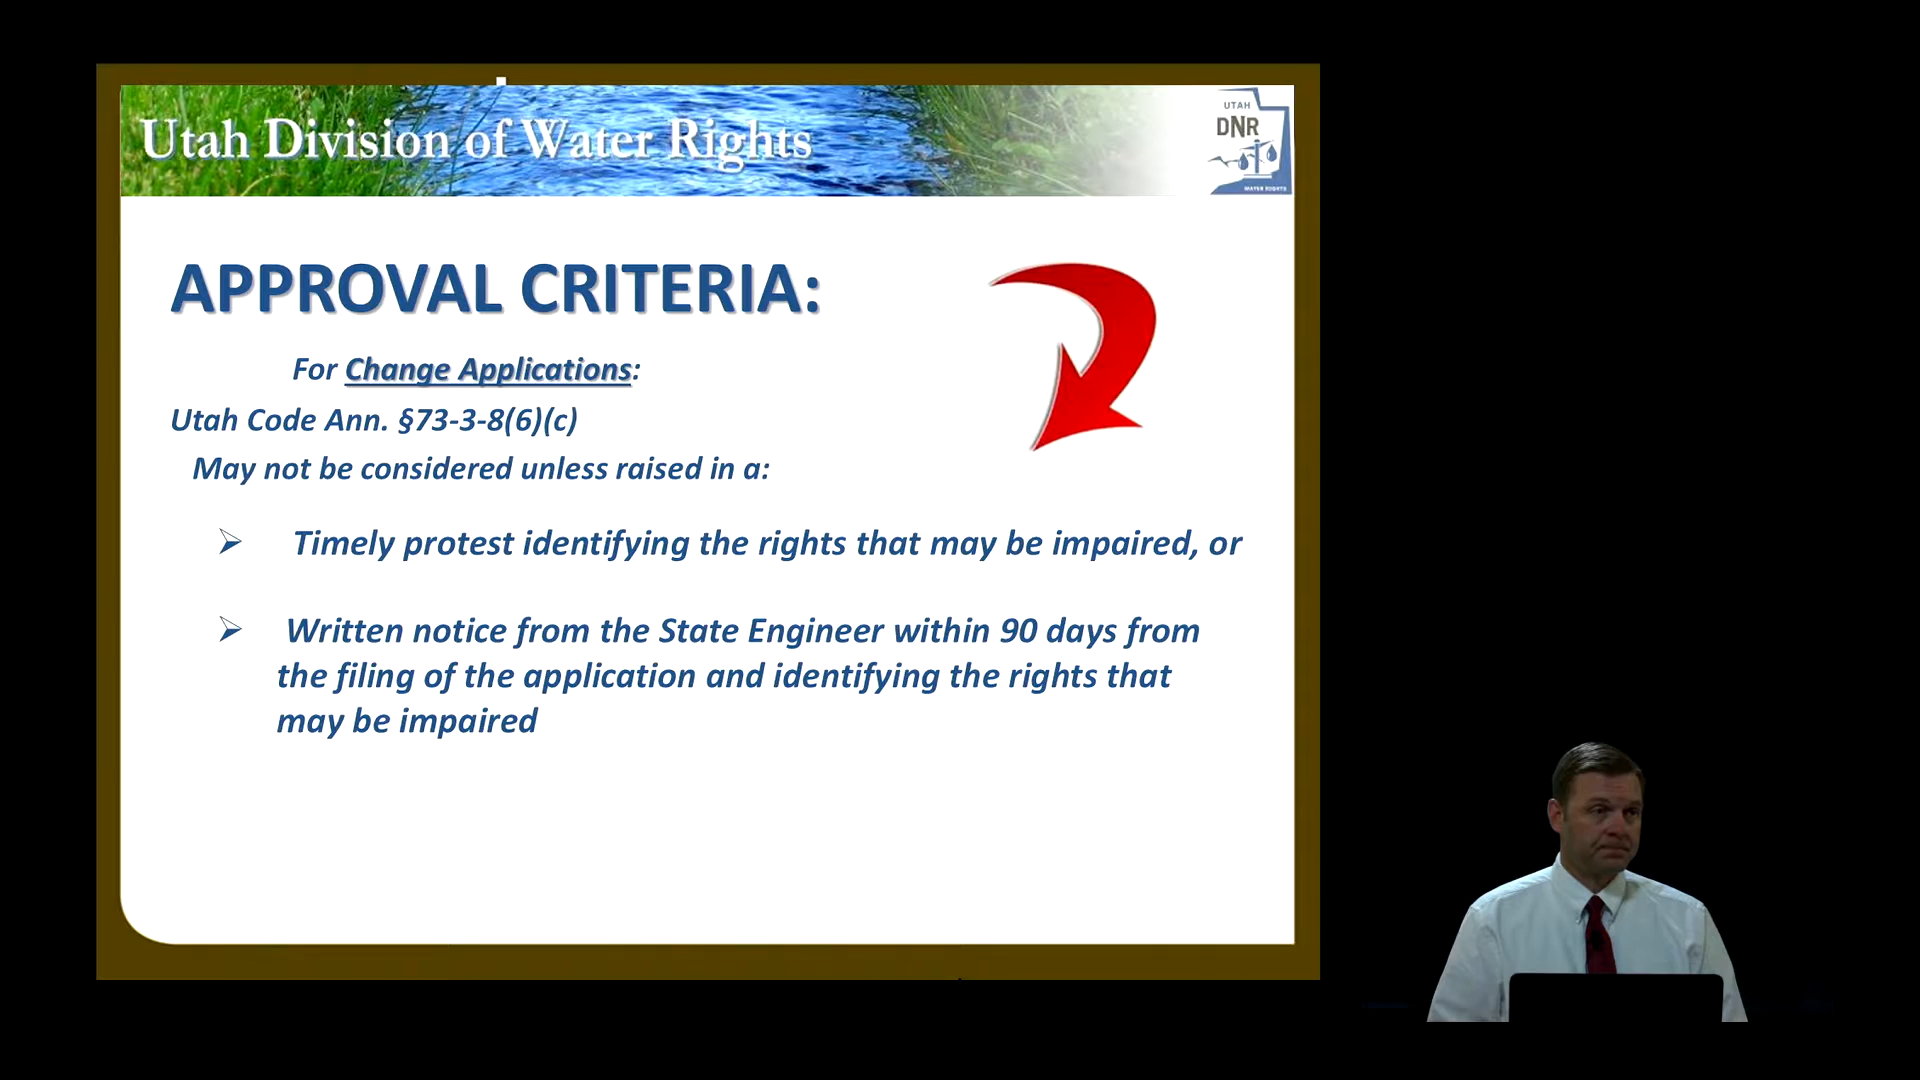 Utah Division of Water Rights
UTAH
DNR
WATER RIGHTS
APPROVAL CRITERIA:
For Change Applications:
Utah Code Ann. §73-3-8(6)(c)
May not be considered unless raised in a:
➢ Timely protest identifying the rights that may be impaired, or
➢ Written notice from the State Engineer within 90 days from
the filing of the application and identifying the rights that
may be impaired